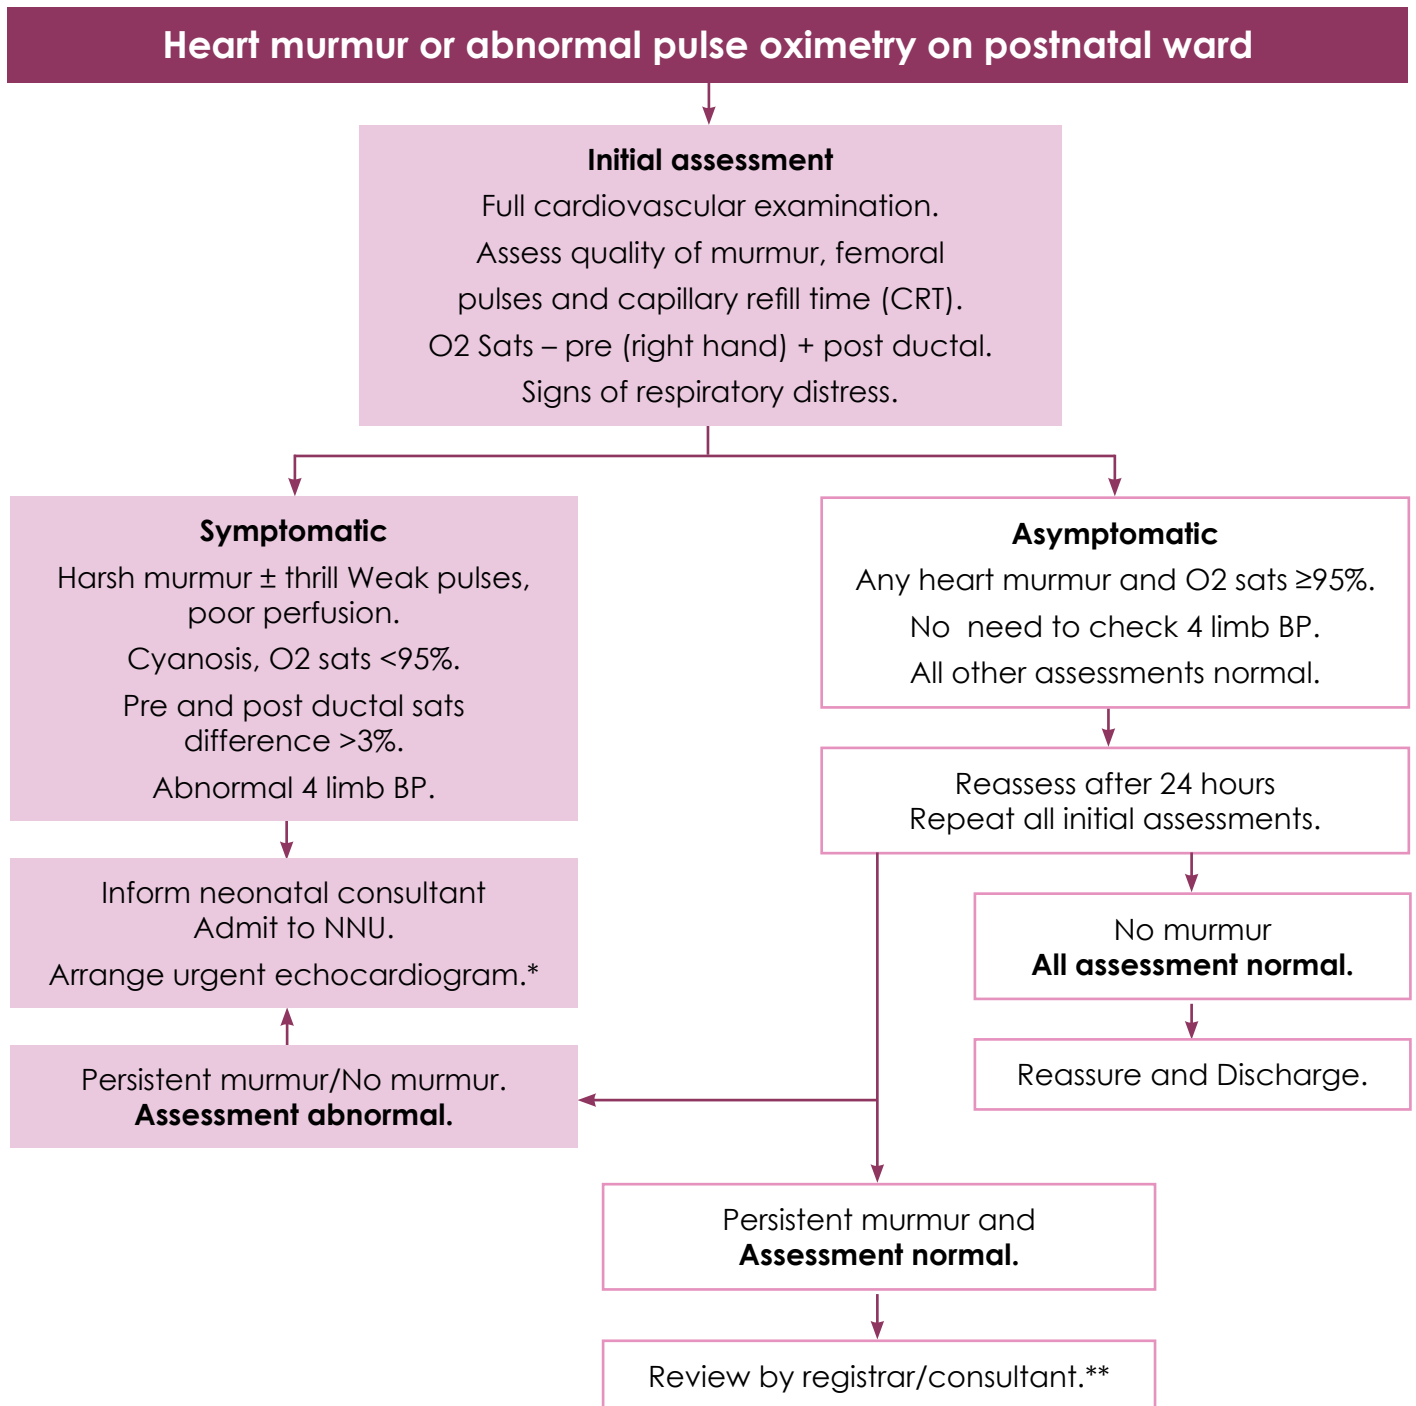 Heart murmur or abnormal pulse oximetry on postnatal ward
Initial assessment
Full cardiovascular examination.
Assess quality of murmur, femoral
pulses and capillary refill time (CRT).
O2 Sats – pre (right hand) + post ductal.
Signs of respiratory distress.
Symptomatic
Harsh murmur ± thrill Weak pulses,
poor perfusion.
Cyanosis, O2 sats <95%.
Pre and post ductal sats
difference >3%.
Abnormal 4 limb BP.
Asymptomatic
Any heart murmur and O2 sats ≥95%.
No need to check 4 limb BP.
All other assessments normal.
Reassess after 24 hours
Repeat all initial assessments.
Inform neonatal consultant
Admit to NNU.
Arrange urgent echocardiogram.*
No murmur
All assessment normal.
Persistent murmur/No murmur.
Assessment abnormal.
Reassure and Discharge.
Persistent murmur and
Assessment normal.
Review by registrar/consultant.**